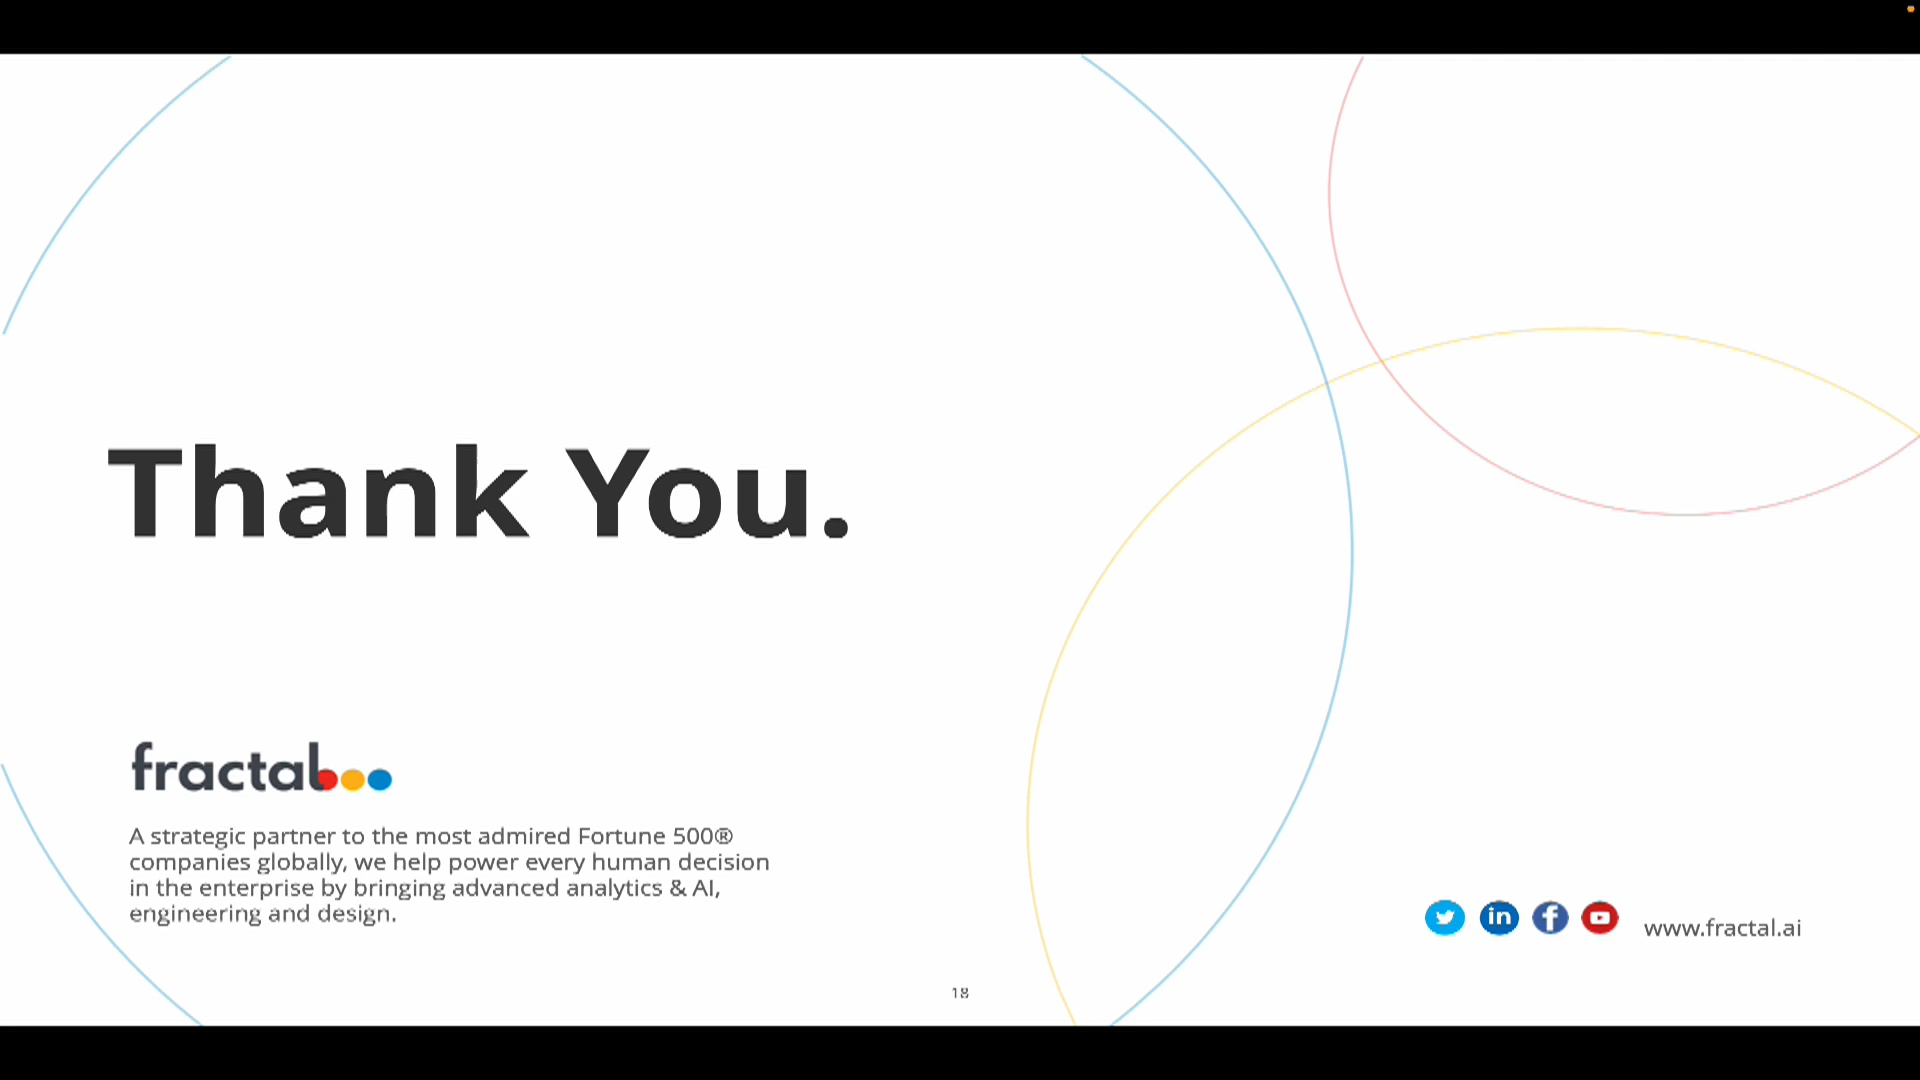 Thank You.
fractal
A strategic partner to the most admired Fortune 500®
companies globally, we help power every human decision
in the enterprise by bringing advanced analytics & AI,
engineering and design.
in
f
www.fractal.ai
18